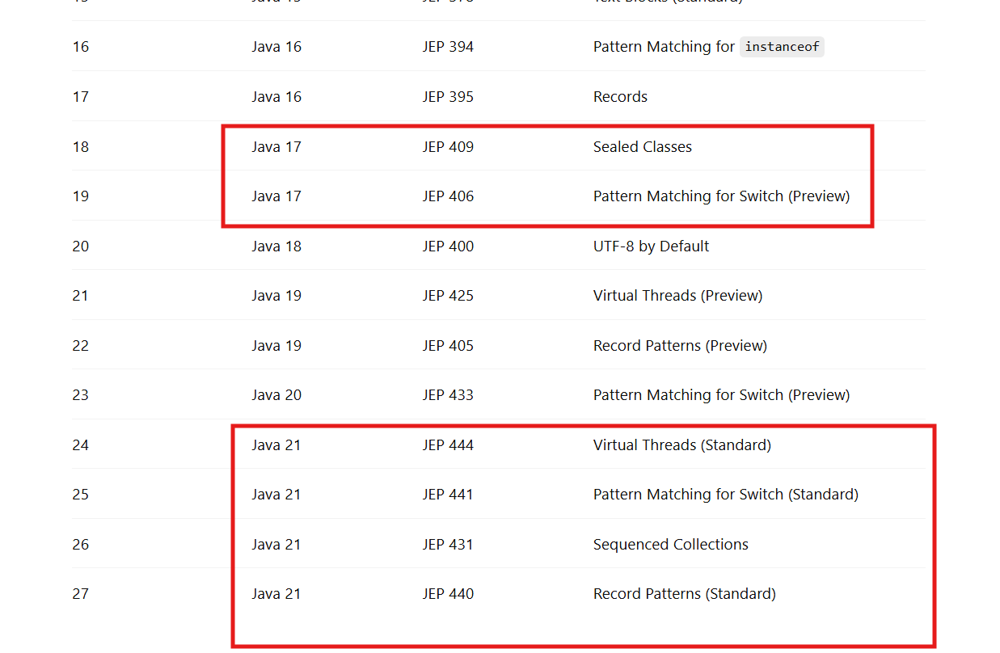 16 Java 16 JEP 394 Pattern Matching for instanceof
17 Java 16 JEP 395 Records
18 Java 17 JEP 409 Sealed Classes
19 Java 17 JEP 406 Pattern Matching for Switch (Preview)
20 Java 18 JEP 400 UTF-8 by Default
21 Java 19 JEP 425 Virtual Threads (Preview)
22 Java 19 JEP 405 Record Patterns (Preview)
23 Java 20 JEP 433 Pattern Matching for Switch (Preview)
24 Java 21 JEP 444 Virtual Threads (Standard)
25 Java 21 JEP 441 Pattern Matching for Switch (Standard)
26 Java 21 JEP 431 Sequenced Collections
27 Java 21 JEP 440 Record Patterns (Standard)